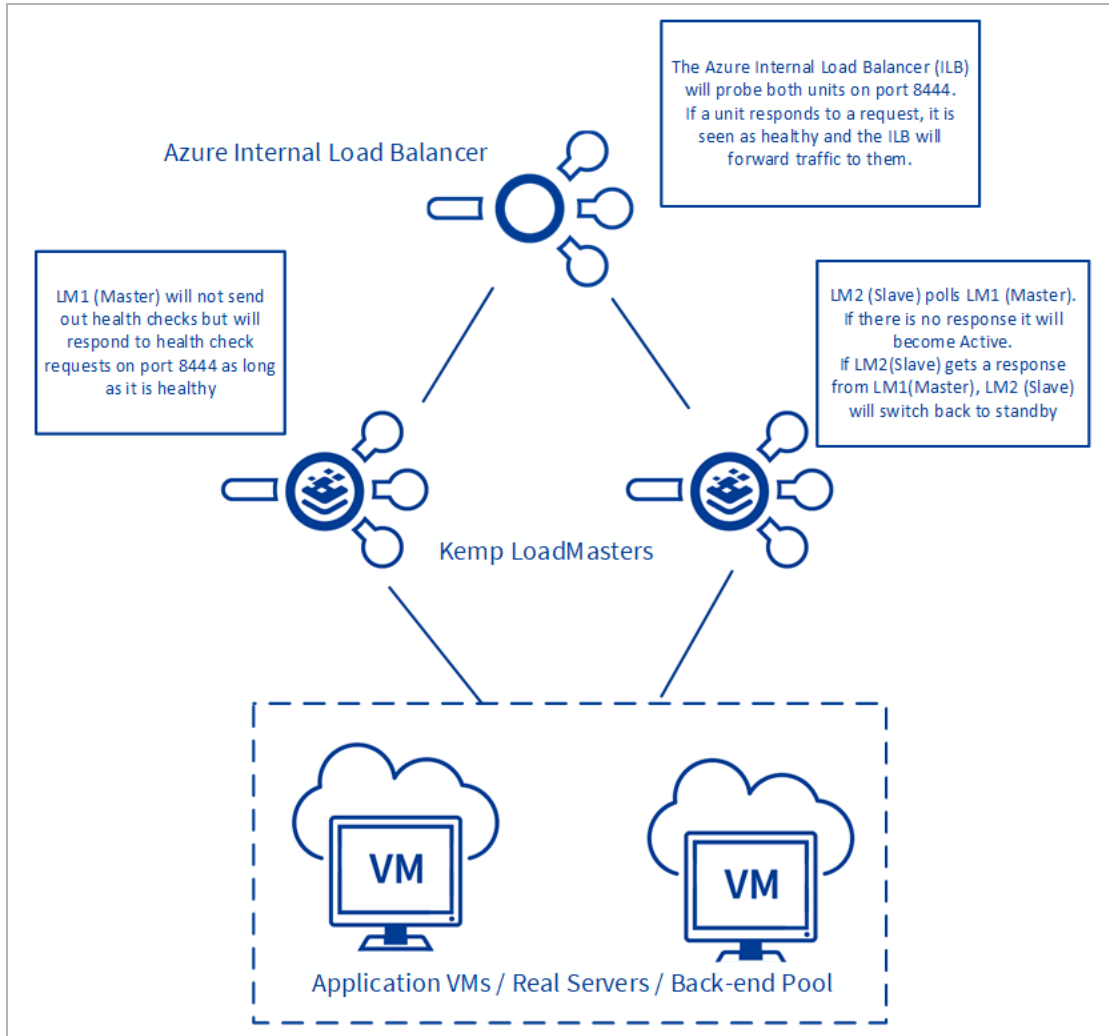 The Azure Internal Load Balancer (ILB)
will probe both units on port 8444.
If a unit responds to a request, it is
seen as healthy and the ILB will
forward traffic to them.
Azure Internal Load Balancer
LM1 (Master) will not send
out health checks but will
respond to health check
requests on port 8444 as long
as it is healthy
LM2 (Slave) polls LM1 (Master).
If there is no response it will
become Active.
If LM2(Slave) gets a response
from LM1(Master), LM2 (Slave)
will switch back to standby
Kemp LoadMasters
VM
VM
Application VMs / Real Servers / Back-end Pool